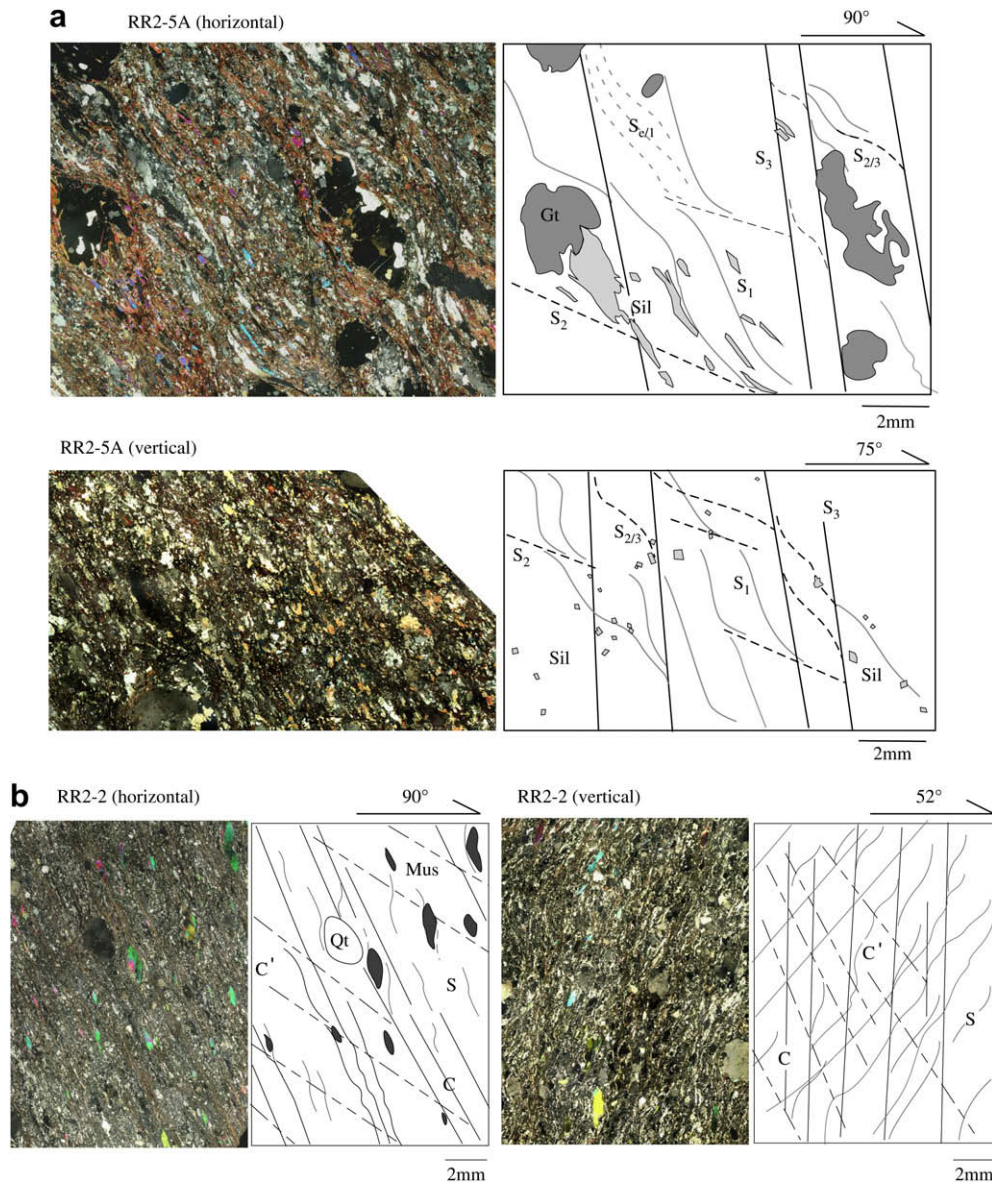 a
RR2-5A (horizontal)
90°
Se/1
S3
S2/3
Gt
S1
Sil
S2
2mm
RR2-5A (vertical)
75°
S3
S2/3
S2
S1
Sil
Sil
2mm
b
RR2-2 (horizontal)
90°
Mus
Qt
C'
S
C
2mm
RR2-2 (vertical)
52°
C'
S
C
2mm